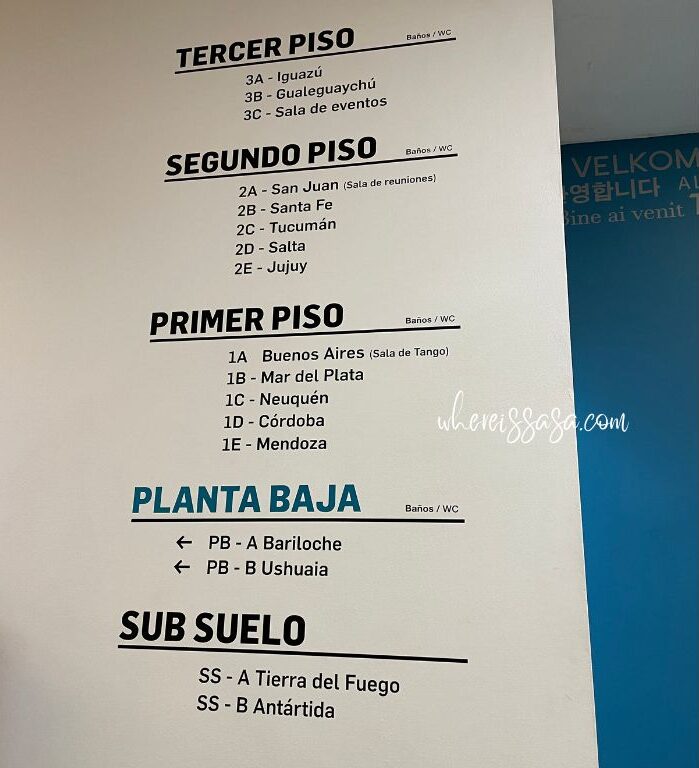 TERCER PISO Baños / WC
3A - Iguazú
3B - Gualeguaychú
3C - Sala de eventos
SEGUNDO PISO Baños / WC
2A - San Juan (Sala de reuniones)
2B - Santa Fe
2C - Tucumán
2D - Salta
2E - Jujuy
PRIMER PISO Baños / WC
1A Buenos Aires (Sala de Tango)
1B - Mar del Plata
1C - Neuquén
1D - Córdoba
1E - Mendoza
PLANTA BAJA Baños / WC
← PB - A Bariloche
← PB - B Ushuaia
SUB SUELO
SS - A Tierra del Fuego
SS - B Antártida
VELKOM
영합니다 AL
Bine ai venit
whereissasa.com